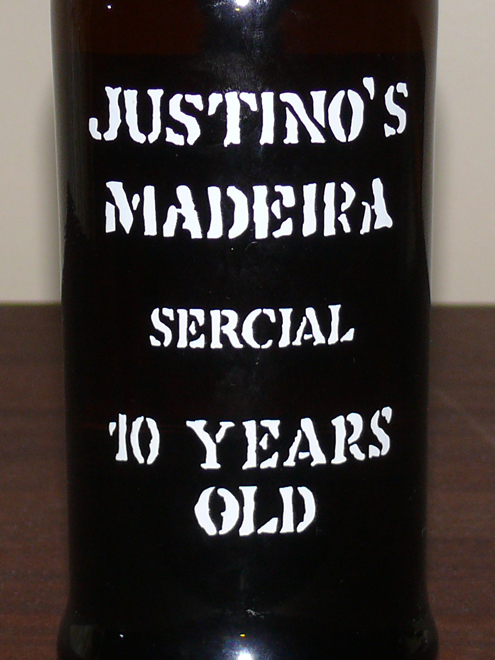 JUSTINO'S
MADEIRA
SERCIAL
10 YEARS
OLD